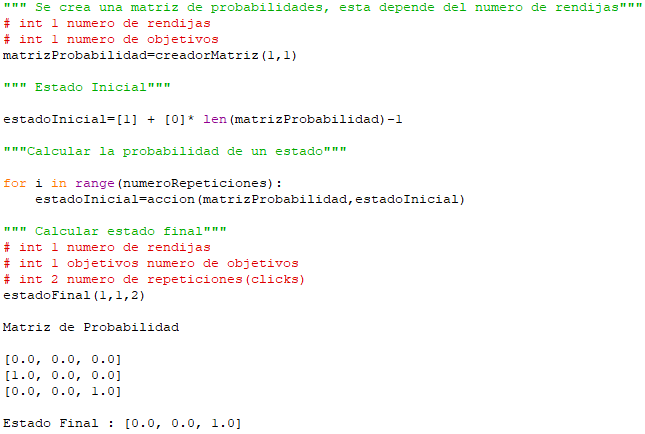 """ Se crea una matriz de probabilidades, esta depende del numero de rendijas"""
# int 1 numero de rendijas
# int 1 numero de objetivos
matrizProbabilidad=creadorMatriz(1,1)
""" Estado Inicial"""
estadoInicial=[1] + [0]* len(matrizProbabilidad)-1
"""Calcular la probabilidad de un estado"""
for i in range(numeroRepeticiones):
    estadoInicial=accion(matrizProbabilidad,estadoInicial)
""" Calcular estado final"""
# int 1 numero de rendijas
# int 1 objetivos numero de objetivos
# int 2 numero de repeticiones(clicks)
estadoFinal(1,1,2)
Matriz de Probabilidad
[0.0, 0.0, 0.0]
[1.0, 0.0, 0.0]
[0.0, 0.0, 1.0]
Estado Final : [0.0, 0.0, 1.0]